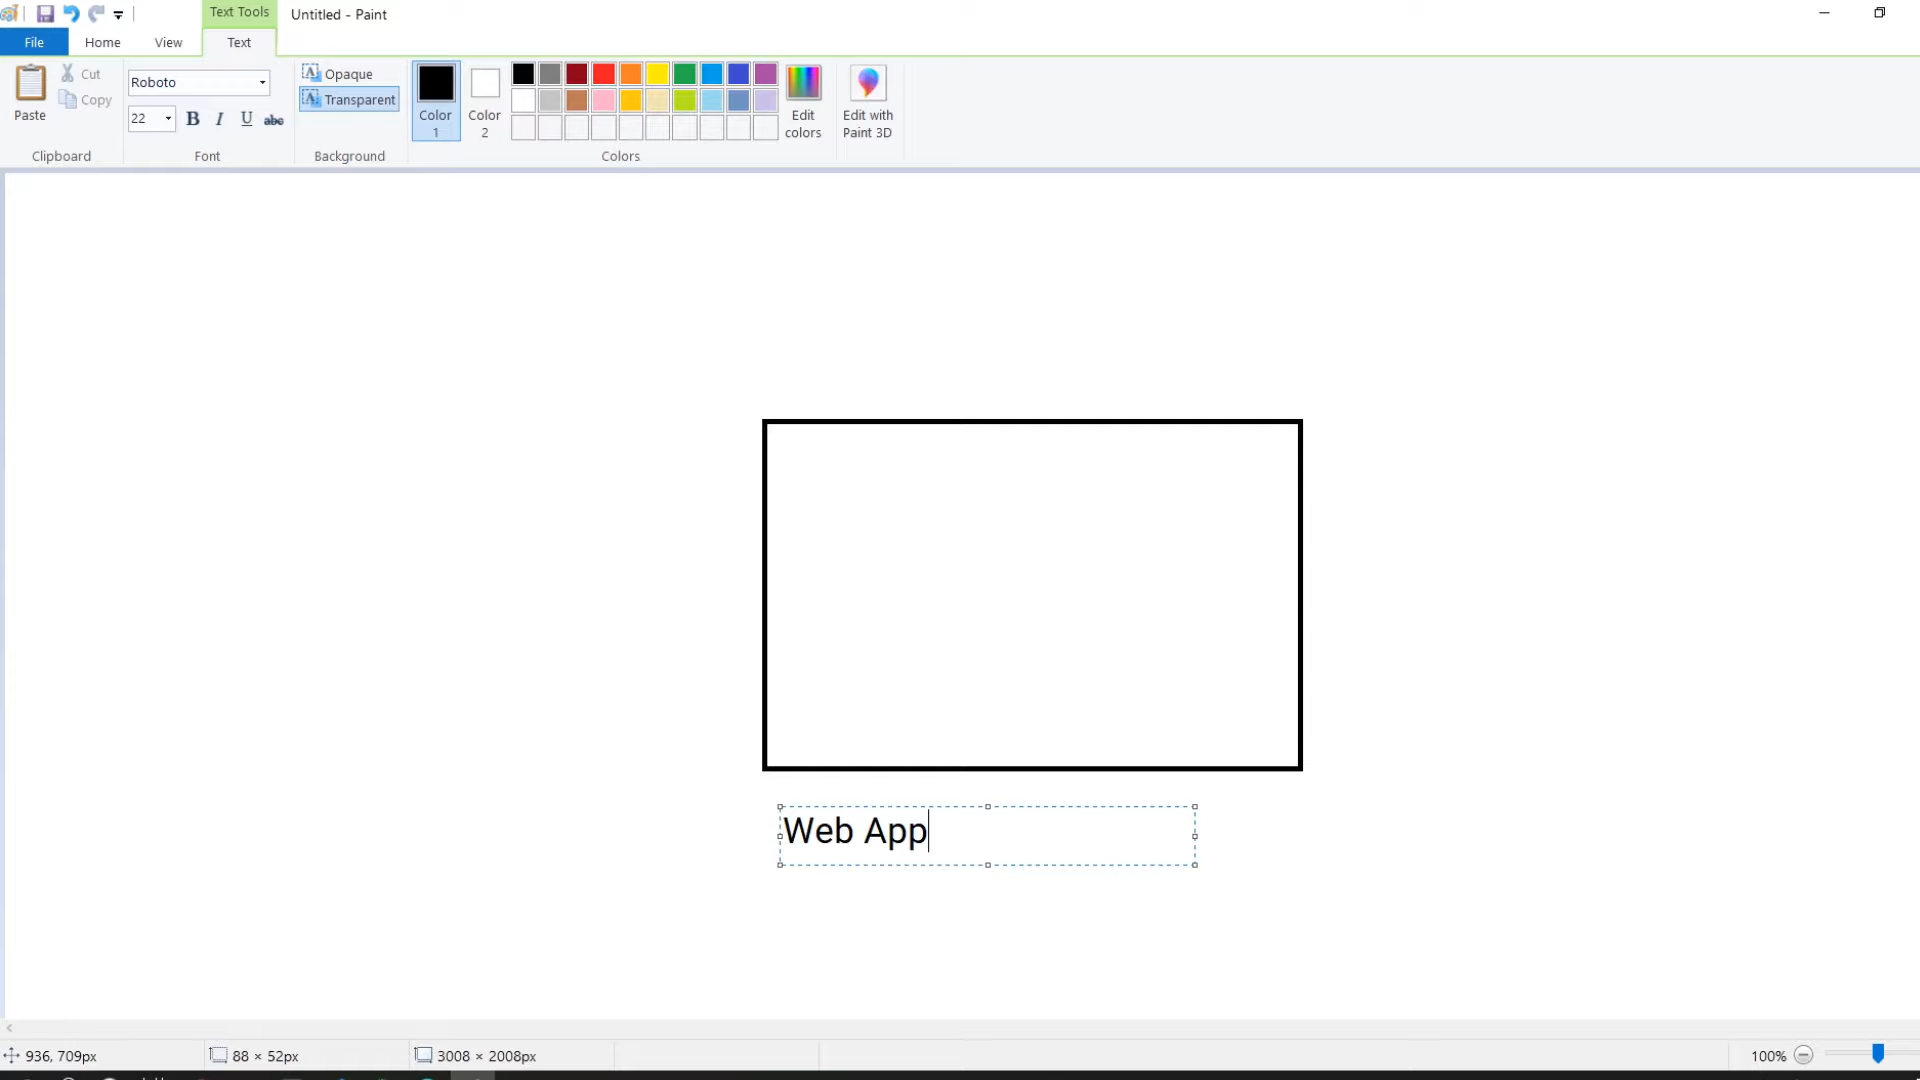 Text Tools
Untitled - Paint
File
Home
View
Text
Paste
Cut
Copy
Clipboard
Roboto
22
B I U abc
Font
Opaque
Transparent
Background
Color 1
Color 2
Colors
Edit colors
Edit with Paint 3D
Web App
936, 709px
88 × 52px
3008 × 2008px
100%